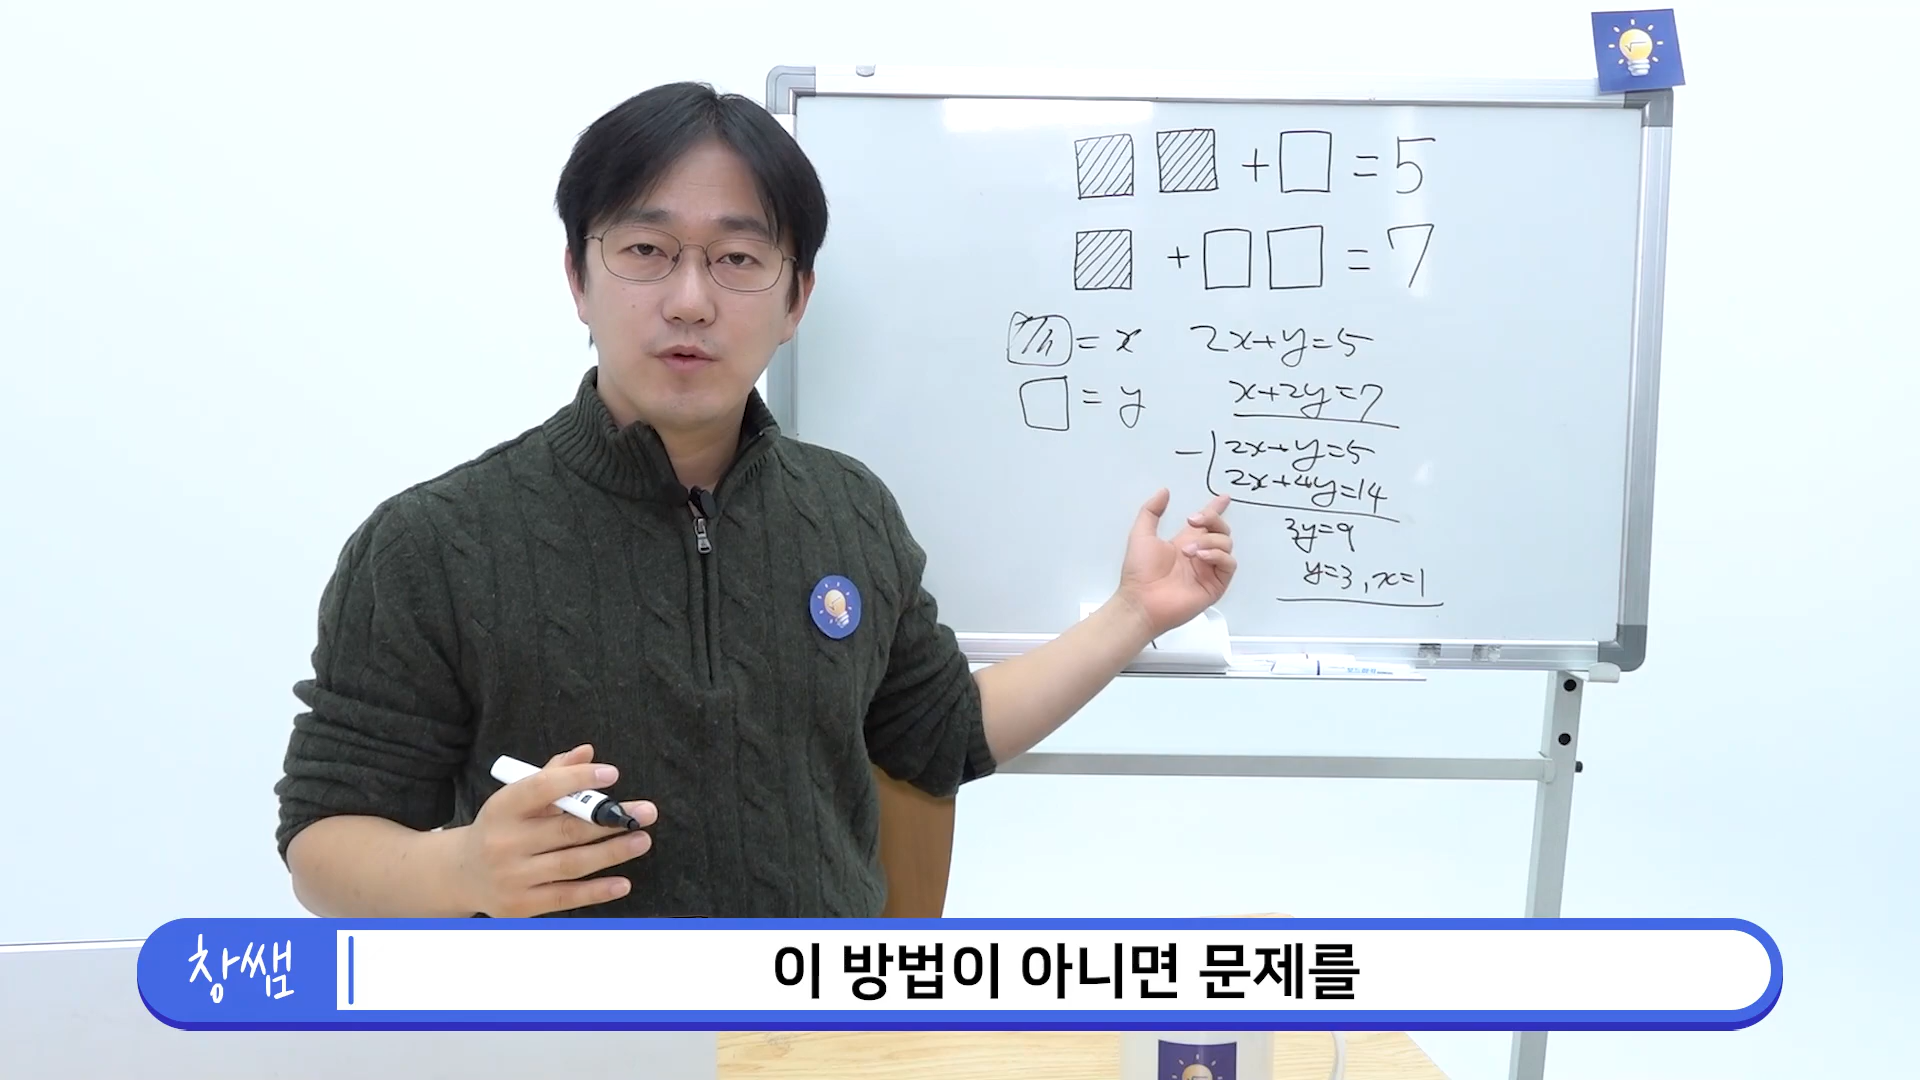 + = 5
+ = 7
= x
= y
2x+y=5
x+2y=7
- 2x+y=5
2x+4y=14
3y=9
y=3, x=1
창쌤
이 방법이 아니면 문제를